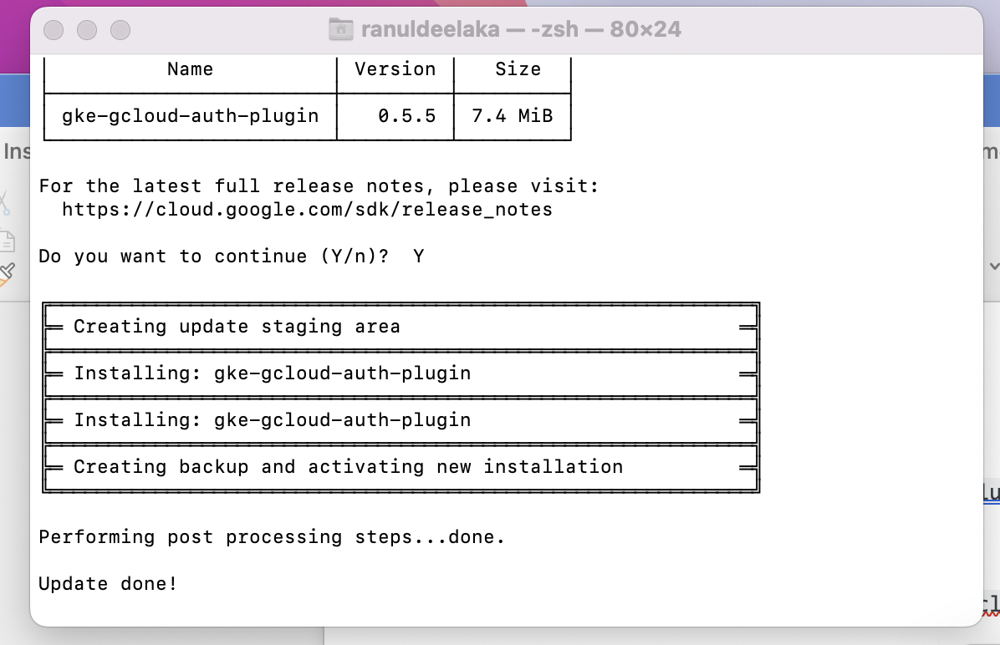 ranuldeelaka — -zsh — 80×24
Name Version Size
gke-gcloud-auth-plugin 0.5.5 7.4 MiB
For the latest full release notes, please visit:
https://cloud.google.com/sdk/release_notes
Do you want to continue (Y/n)? Y
Creating update staging area
Installing: gke-gcloud-auth-plugin
Installing: gke-gcloud-auth-plugin
Creating backup and activating new installation
Performing post processing steps...done.
Update done!